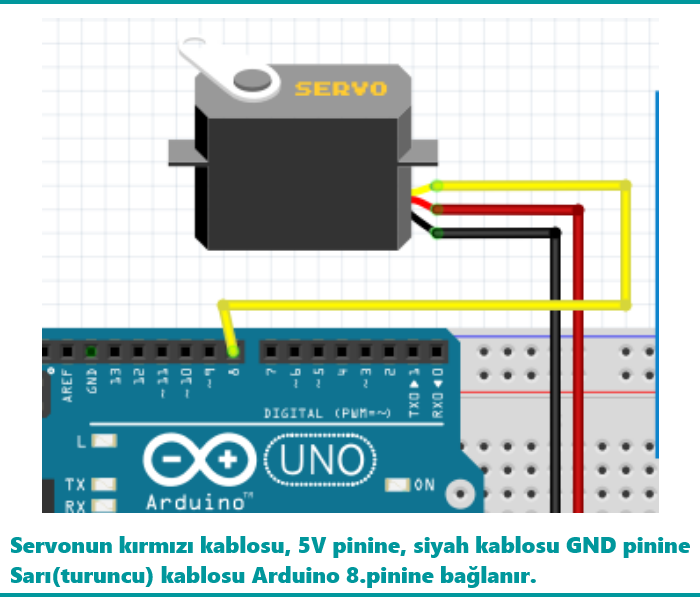 SERVO
AREF
GND
13
12
~11
~10
~9
8
7
~6
~5
4
~3
2
TX0▶1
RX0◀0
DIGITAL (PWM=~)
L
TX
RX
UNO
Arduino™
ON
Servonun kırmızı kablosu, 5V pinine, siyah kablosu GND pinine
Sarı(turuncu) kablosu Arduino 8.pinine bağlanır.